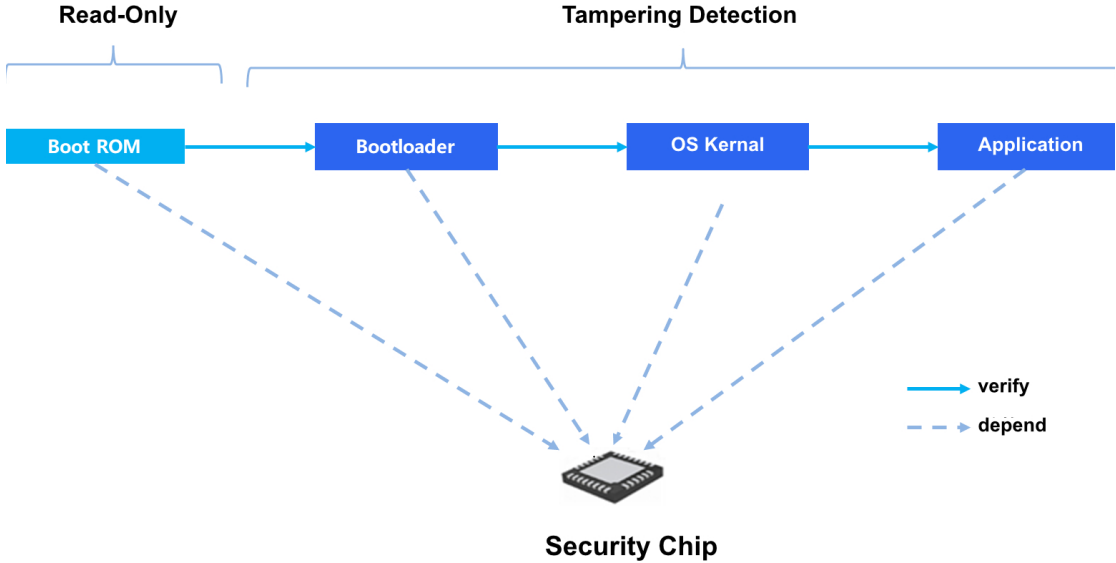 Read-Only
Tampering Detection
Boot ROM
Bootloader
OS Kernal
Application
verify
depend
Security Chip